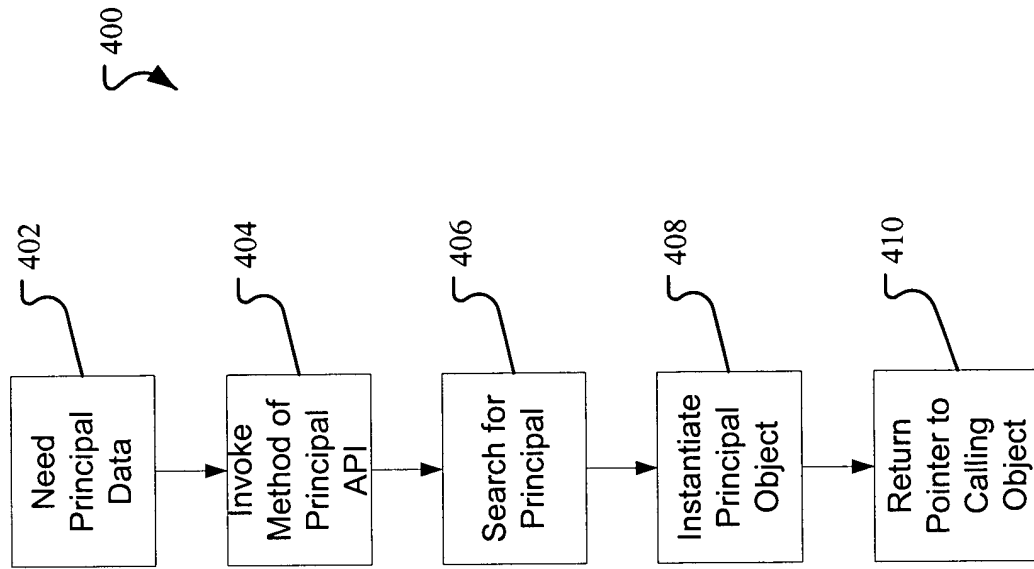 400
402
Need
Principal
Data
404
Invoke
Method of
Principal
API
406
Search for
Principal
408
Instantiate
Principal
Object
410
Return
Pointer to
Calling
Object